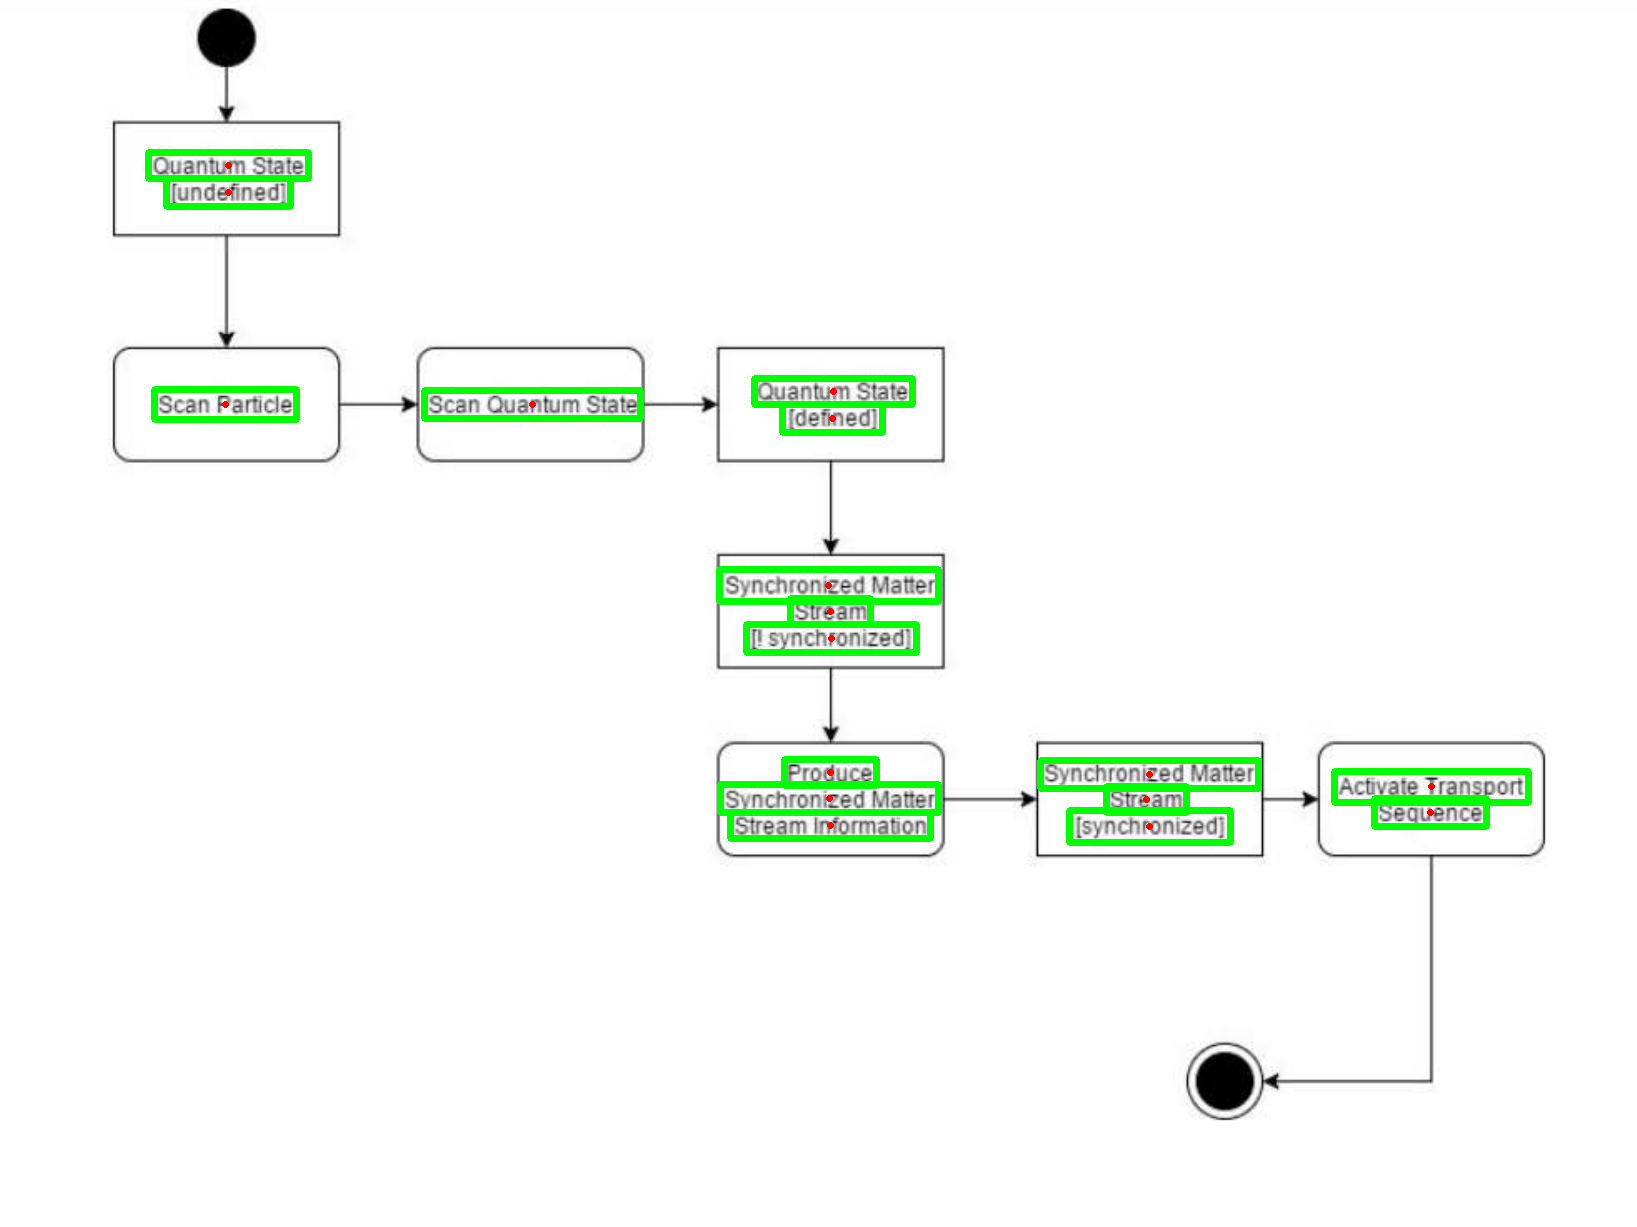 Quantum State
[undefined]
Scan Particle
Scan Quantum State
Quantum State
[defined]
Synchronized Matter
Stream
[! synchronized]
Produce
Synchronized Matter
Stream Information
Synchronized Matter
Stream
[synchronized]
Activate Transport
Sequence